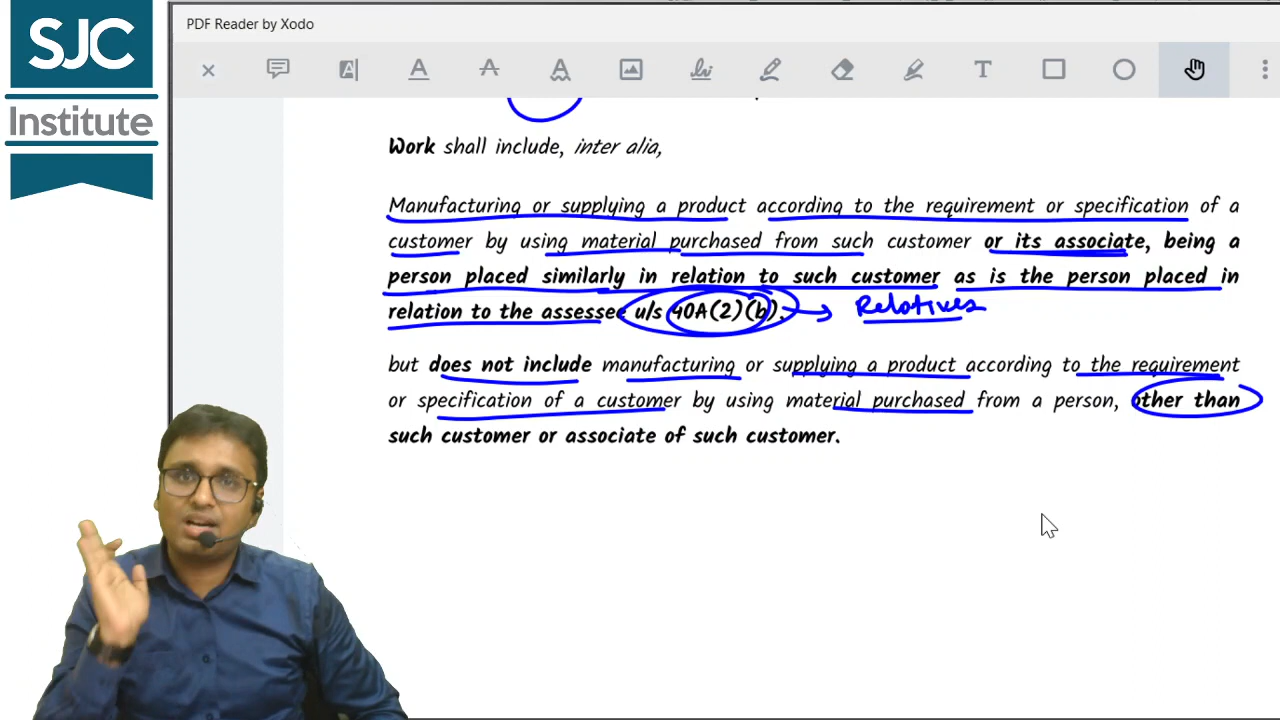 SJC
Institute
PDF Reader by Xodo
Work shall include, inter alia,
Manufacturing or supplying a product according to the requirement or specification of a
customer by using material purchased from such customer or its associate, being a
person placed similarly in relation to such customer as is the person placed in
relation to the assessee u/s 40A(2)(b). Relatives
but does not include manufacturing or supplying a product according to the requirement
or specification of a customer by using material purchased from a person, other than
such customer or associate of such customer.